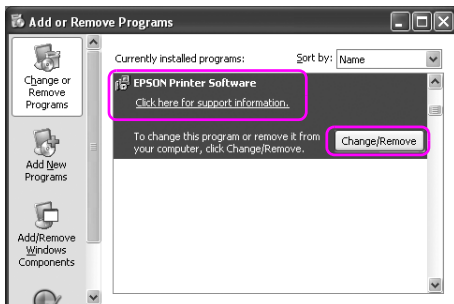 Add or Remove Programs
Change or
Remove
Programs
Add New
Programs
Add/Remove
Windows
Components
Currently installed programs:
Sort by: Name
EPSON Printer Software
Click here for support information.
To change this program or remove it from
your computer, click Change/Remove.
Change/Remove